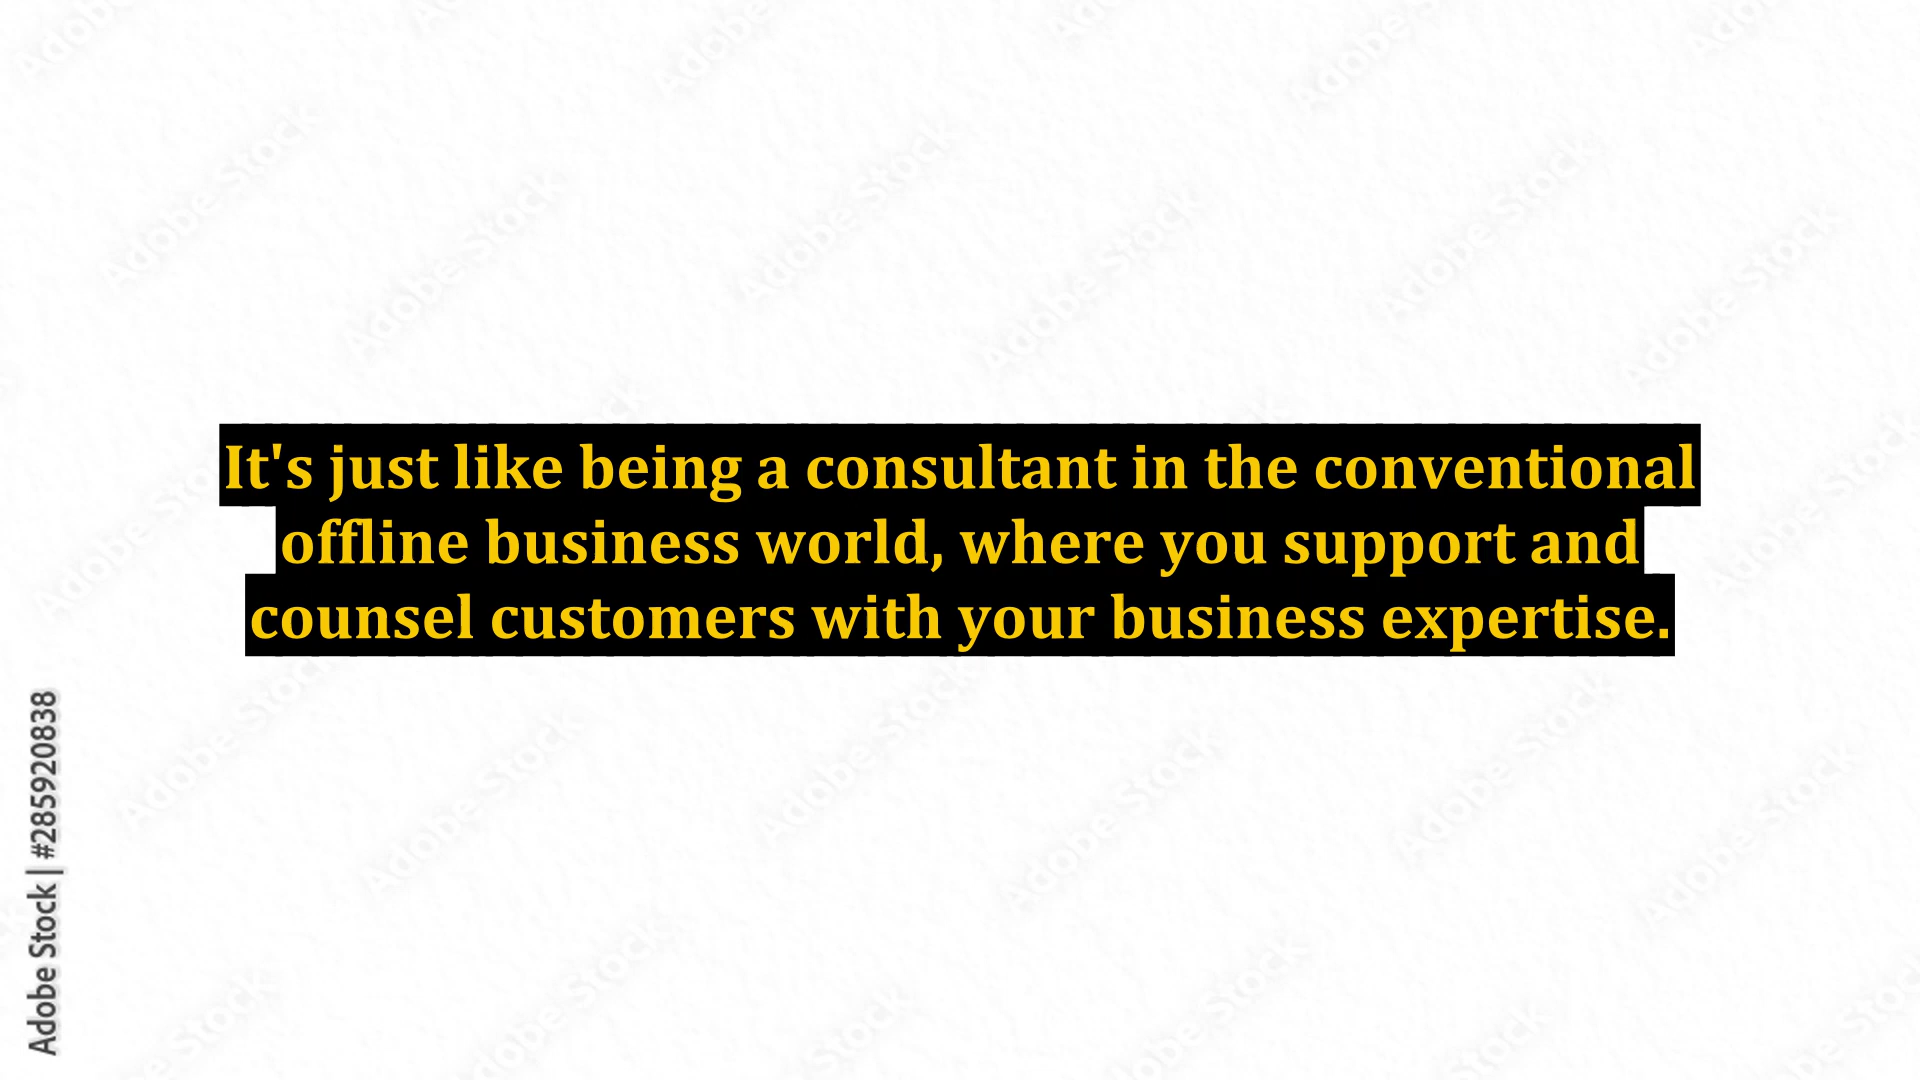 It's just like being a consultant in the conventional
offline business world, where you support and
counsel customers with your business expertise.
Adobe Stock | #285920838